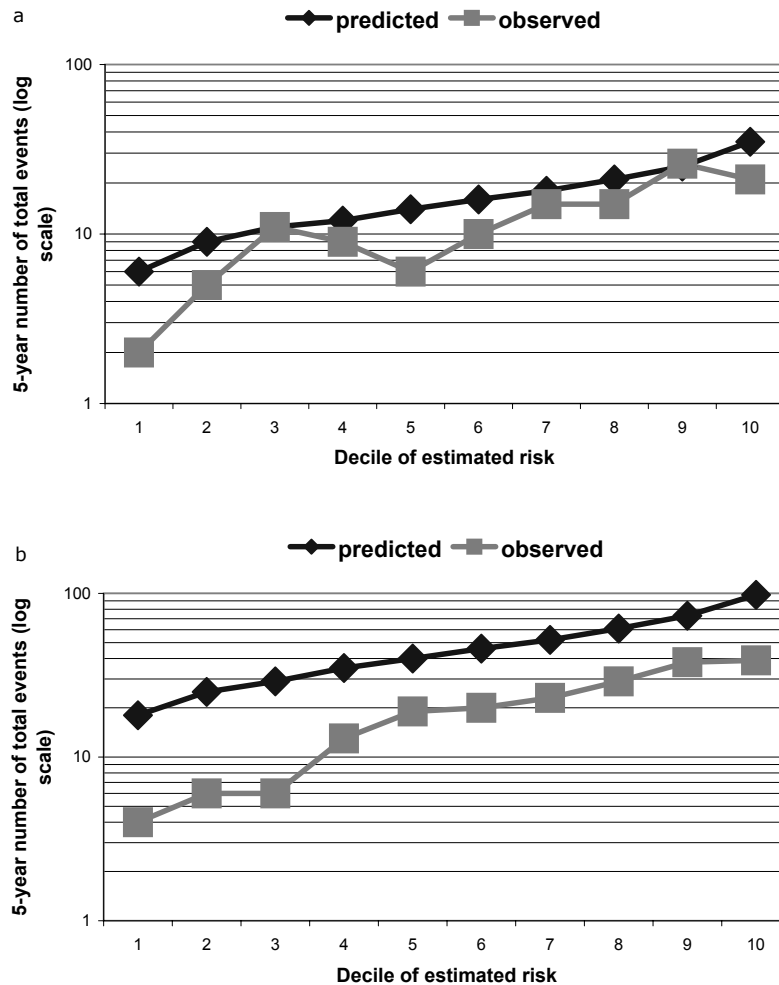 a
predicted observed
5-year number of total events (log
scale)
100
10
1
1 2 3 4 5 6 7 8 9 10
Decile of estimated risk
b
predicted observed
5-year number of total events (log
scale)
100
10
1
1 2 3 4 5 6 7 8 9 10
Decile of estimated risk